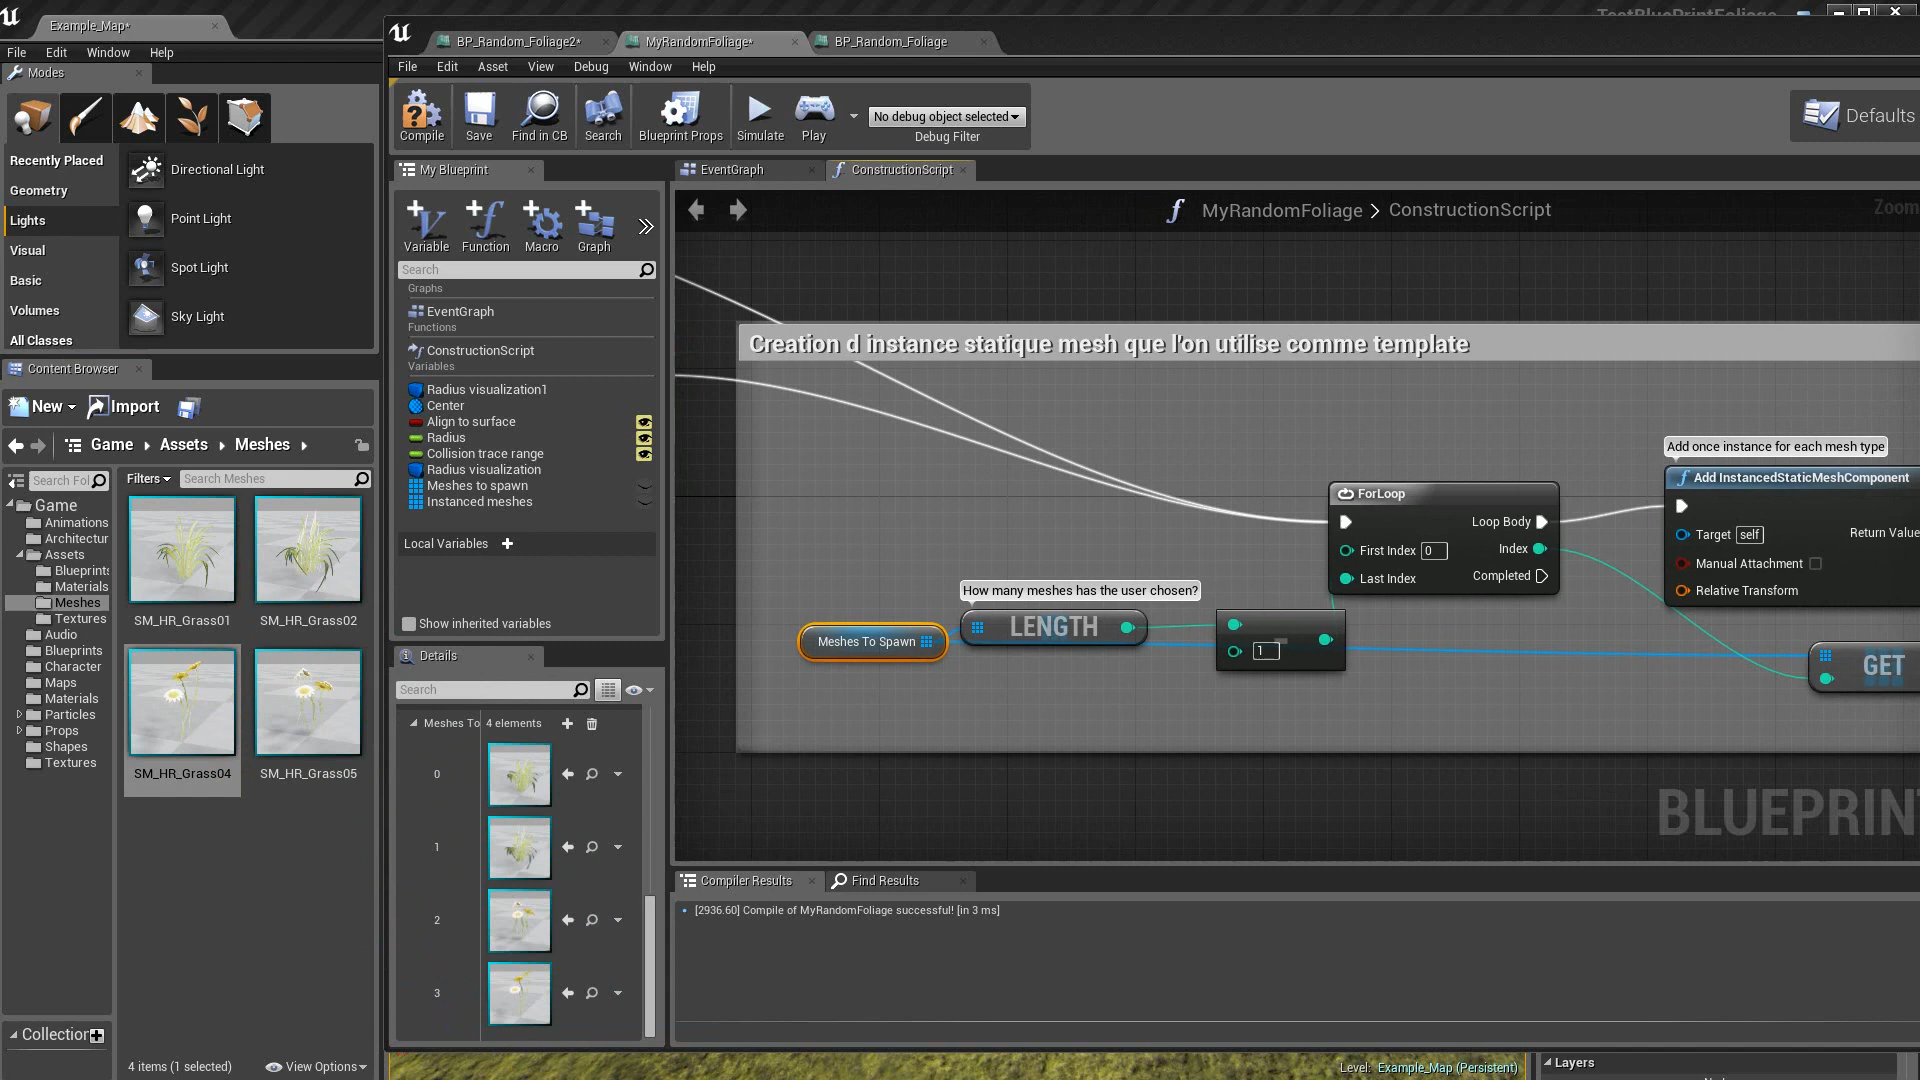 Example_Map*
TestBluePrintFoliage
BP_Random_Foliage2*
MyRandomFoliage*
BP_Random_Foliage
File Edit Window Help
File Edit Asset View Debug Window Help
Modes
Compile
Save
Find in CB
Search
Blueprint Props
Simulate
Play
No debug object selected
Debug Filter
Defaults
Recently Placed
Geometry
Lights
Visual
Basic
Volumes
All Classes
Directional Light
Point Light
Spot Light
Sky Light
My Blueprint
EventGraph
ConstructionScript
Variable
Function
Macro
Graph
MyRandomFoliage > ConstructionScript
Zoom
Search
Graphs
EventGraph
Functions
ConstructionScript
Variables
Radius visualization1
Center
Align to surface
Radius
Collision trace range
Radius visualization
Meshes to spawn
Instanced meshes
Local Variables
Show inherited variables
Content Browser
New
Import
Game Assets Meshes
Search Fol
Filters
Search Meshes
Game
Animations
Architectur
Assets
Blueprints
Materials
Meshes
Textures
Audio
Blueprints
Character
Maps
Materials
Particles
Props
Shapes
Textures
SM_HR_Grass01
SM_HR_Grass02
SM_HR_Grass04
SM_HR_Grass05
Collection
4 items (1 selected)
View Options
Details
Search
Meshes To
4 elements
0
1
2
3
Creation d instance statique mesh que l'on utilise comme template
Add once instance for each mesh type
ForLoop
Loop Body
First Index 0
Index
Last Index
Completed
Add InstancedStaticMeshComponent
Target self
Return Value
Manual Attachment
Relative Transform
How many meshes has the user chosen?
Meshes To Spawn
LENGTH
1
GET
BLUEPRINT
Compiler Results
Find Results
[2936.60] Compile of MyRandomFoliage successful! [in 3 ms]
Level: Example_Map (Persistent)
Layers